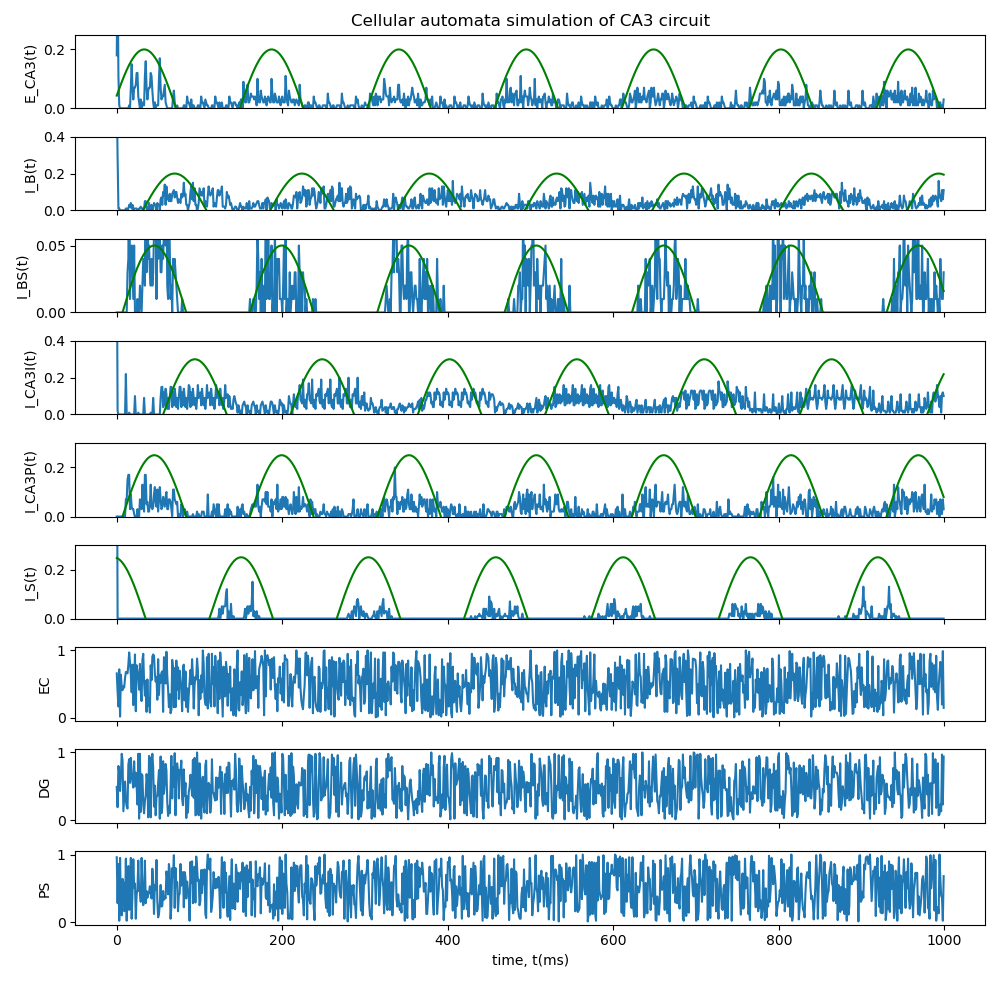 Cellular automata simulation of CA3 circuit
E_CA3(t)
0.2
0.0
I_B(t)
0.4
0.2
0.0
I_BS(t)
0.05
0.00
I_CA3I(t)
0.4
0.2
0.0
I_CA3P(t)
0.2
0.0
I_S(t)
0.2
0.0
EC
1
0
DG
1
0
PS
1
0
0 200 400 600 800 1000
time, t(ms)